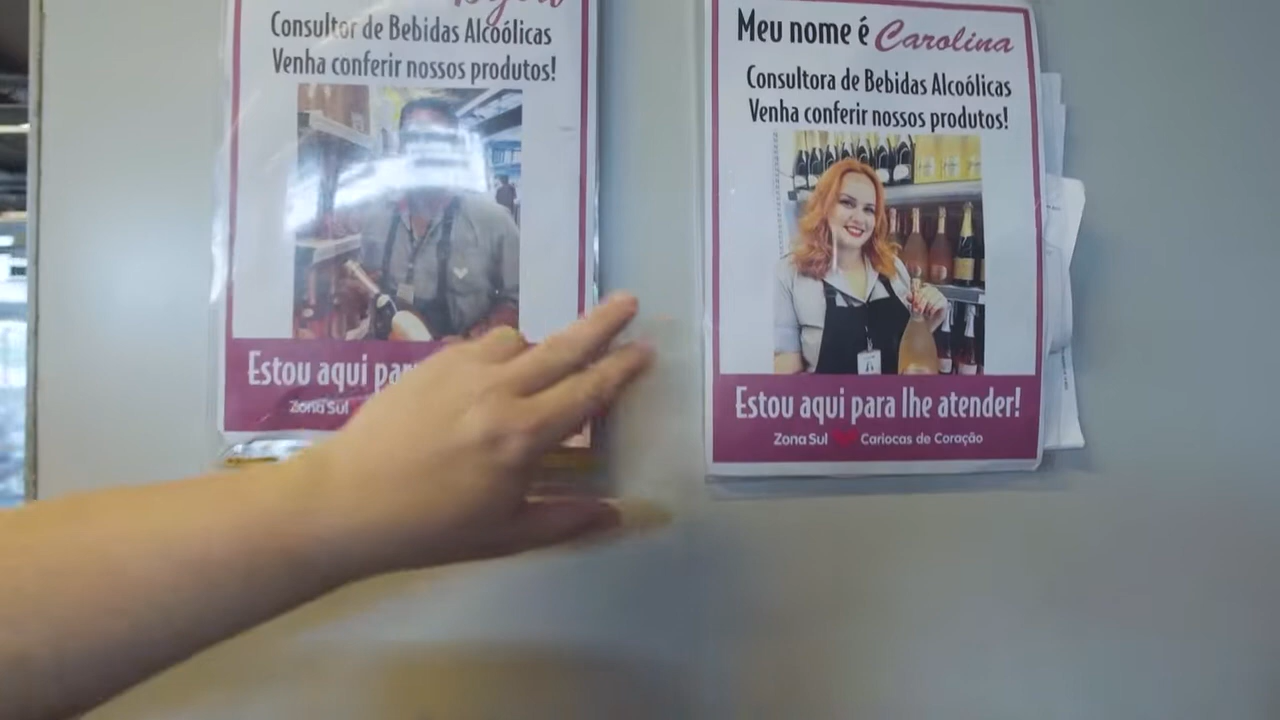 Consultor de Bebidas Alcoólicas
Venha conferir nossos produtos!
Estou aqui par
Zona Sul
Meu nome é Carolina
Consultora de Bebidas Alcoólicas
Venha conferir nossos produtos!
Estou aqui para lhe atender!
Zona Sul Cariocas de Coração